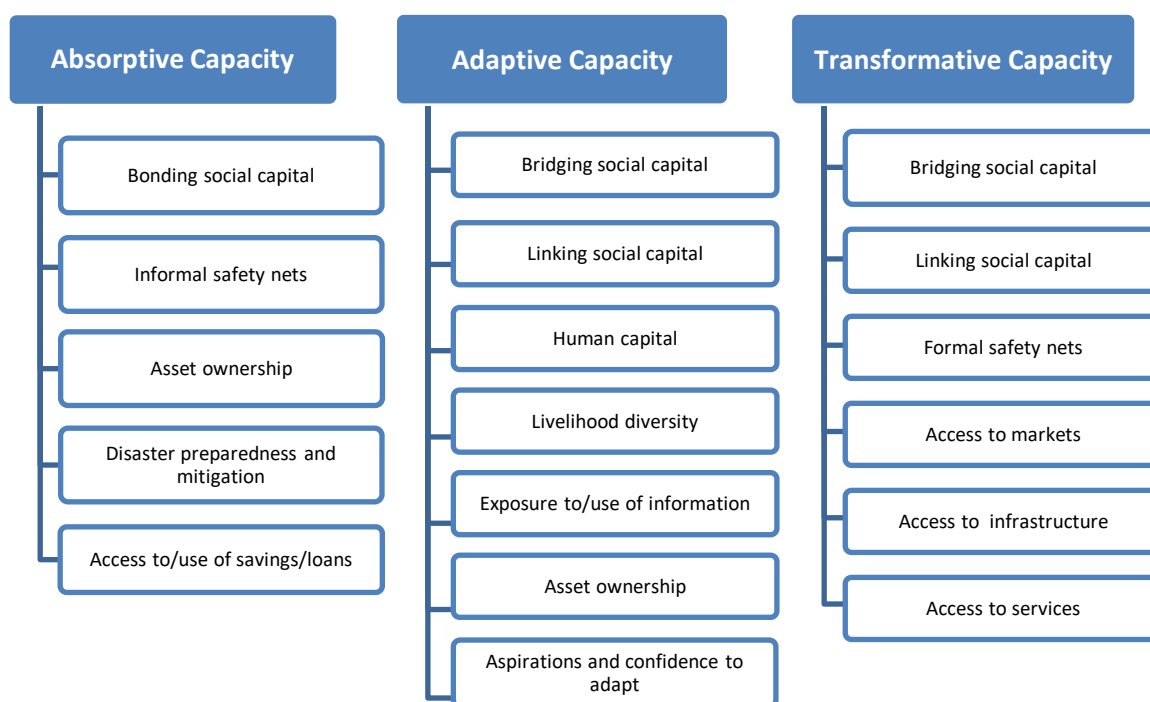 Absorptive Capacity
Bonding social capital
Informal safety nets
Asset ownership
Disaster preparedness and
mitigation
Access to/use of savings/loans
Adaptive Capacity
Bridging social capital
Linking social capital
Human capital
Livelihood diversity
Exposure to/use of information
Asset ownership
Aspirations and confidence to
adapt
Transformative Capacity
Bridging social capital
Linking social capital
Formal safety nets
Access to markets
Access to  infrastructure
Access to services